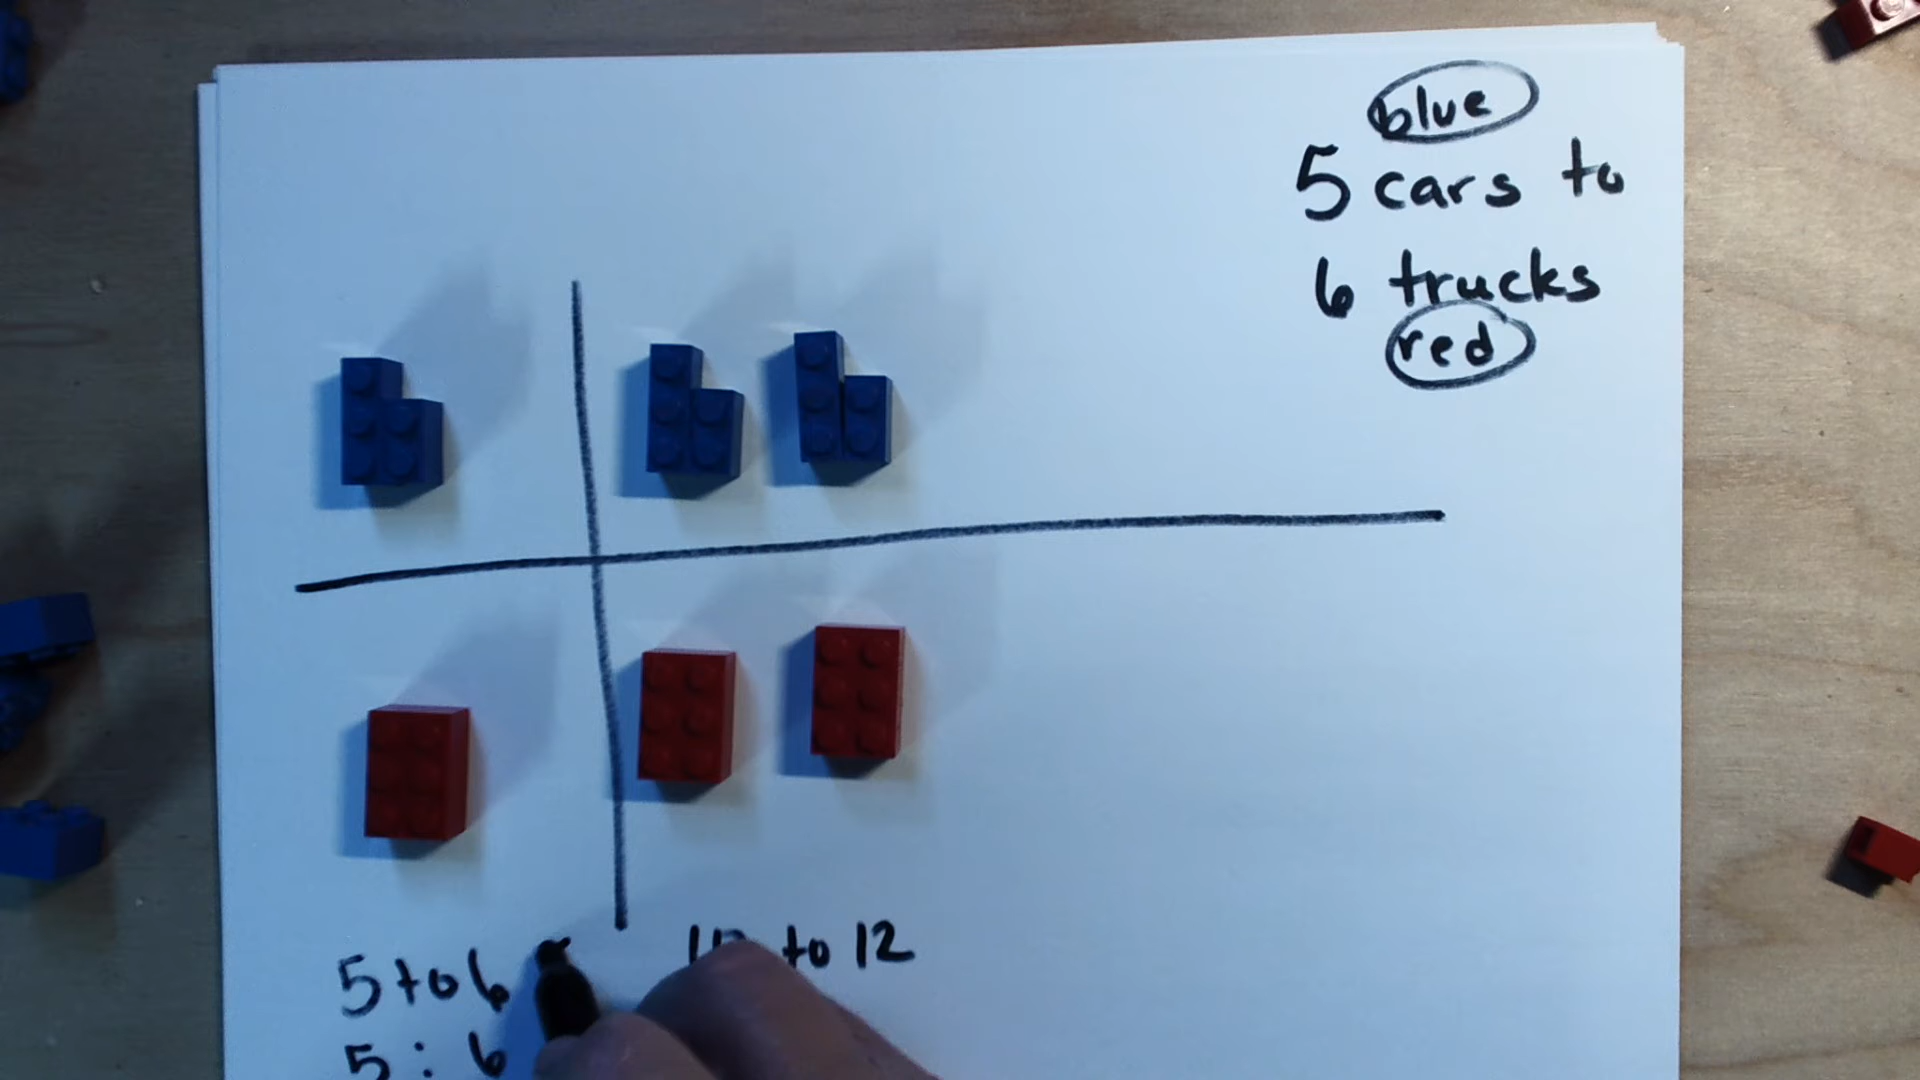 blue
5 cars to
6 trucks
red
5 to 6
to 12
5 : 6